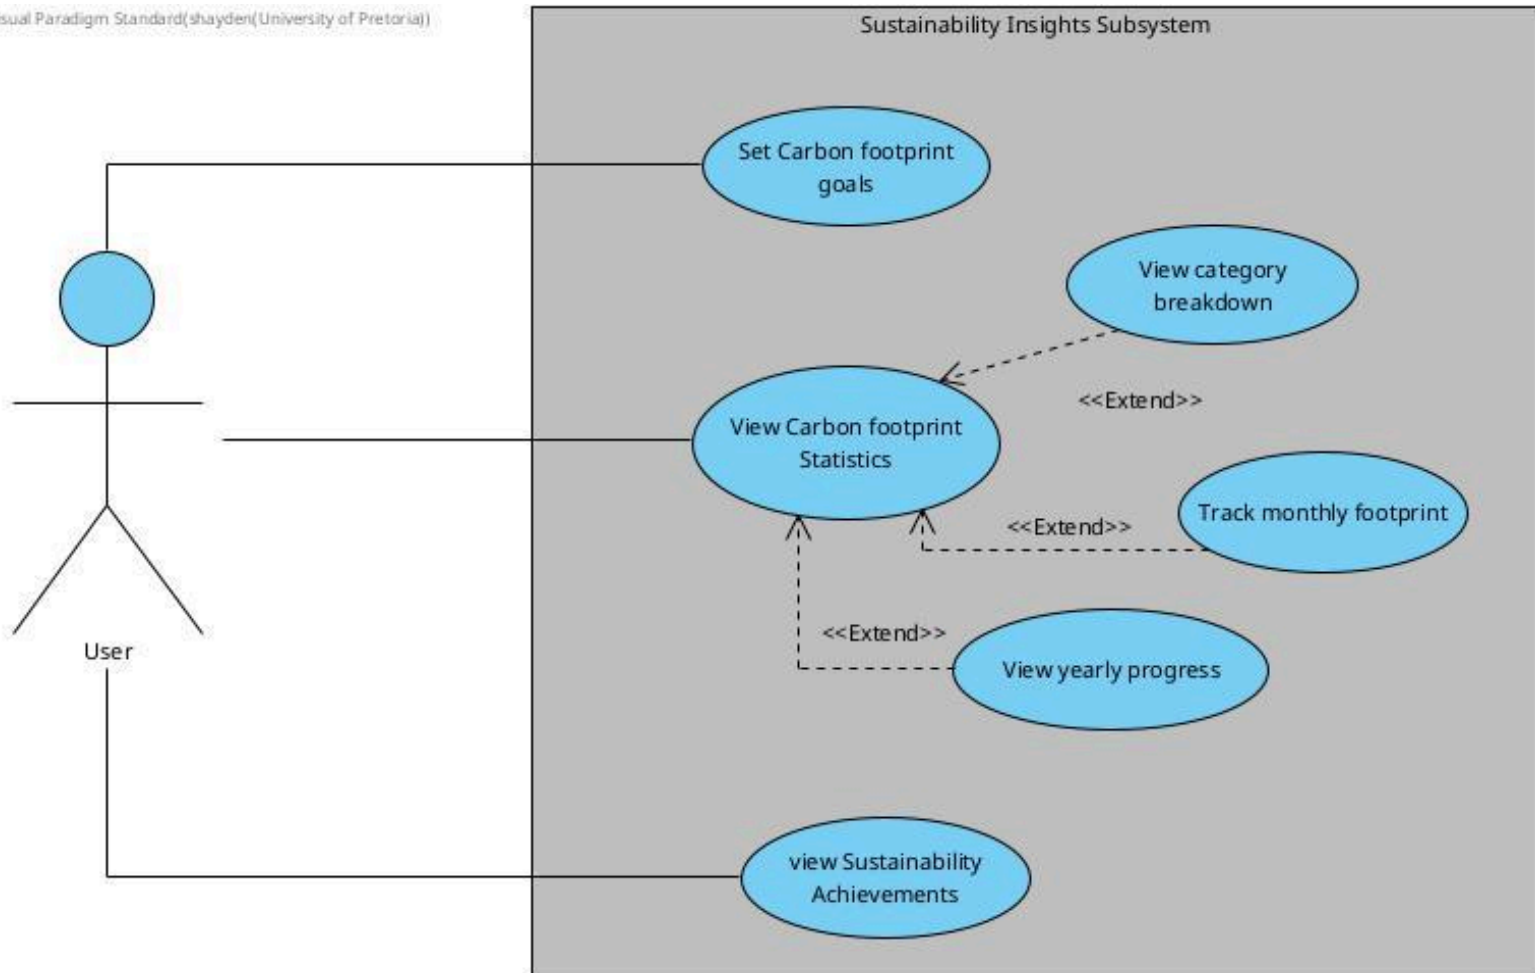 sual Paradigm Standard(shayden(University of Pretoria))
Sustainability Insights Subsystem
Set Carbon footprint
goals
View category
breakdown
<<Extend>>
View Carbon footprint
Statistics
Track monthly footprint
<<Extend>>
<<Extend>>
View yearly progress
User
view Sustainability
Achievements